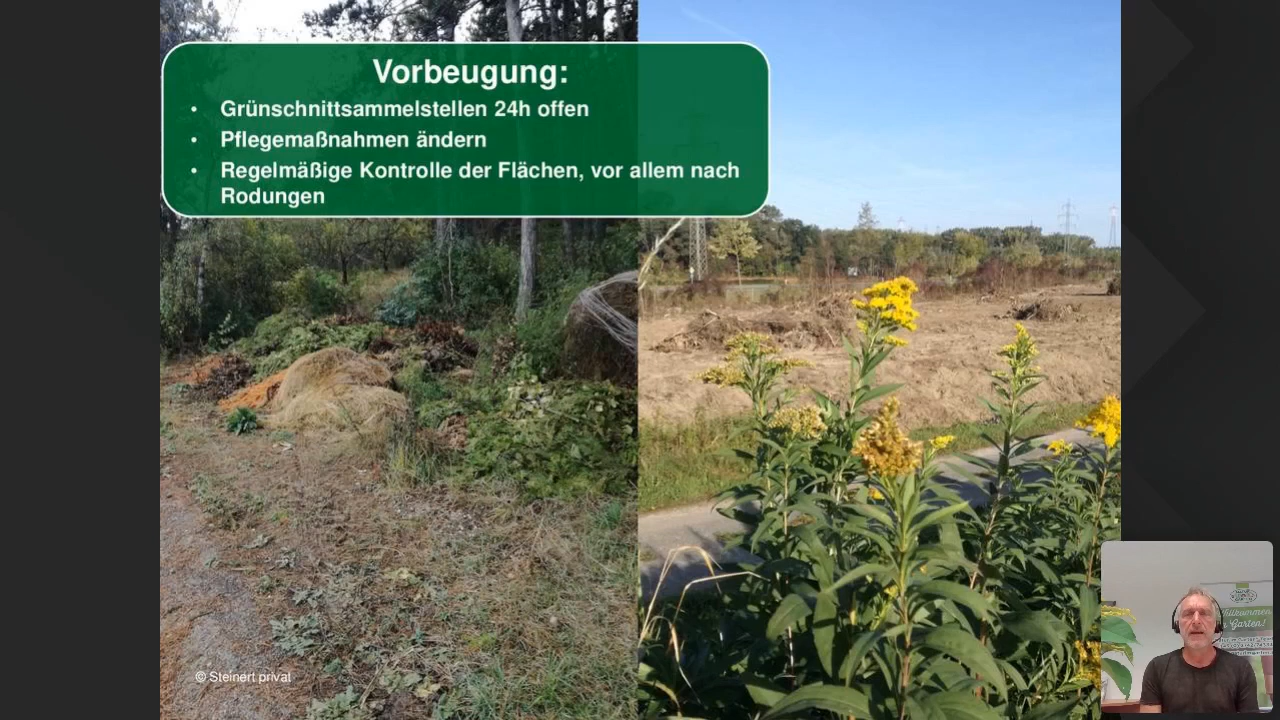 Vorbeugung:
• Grünschnittsammelstellen 24h offen
• Pflegemaßnahmen ändern
• Regelmäßige Kontrolle der Flächen, vor allem nach
Rodungen
© Steinert privat
Willkommen
Garten!